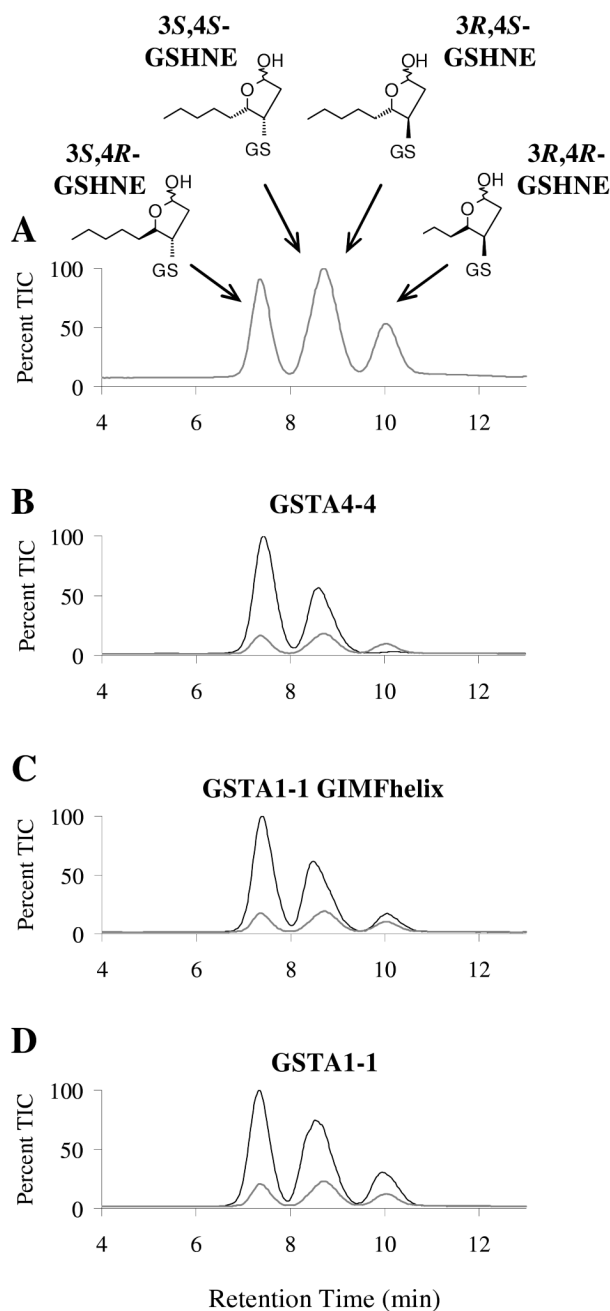 3S,4S-
GSHNE
3R,4S-
GSHNE
OH
O
GS
OH
O
GS
3S,4R-
GSHNE
3R,4R-
GSHNE
OH
O
GS
OH
O
GS
A
Percent TIC
100
50
0
4 6 8 10 12
B
GSTA4-4
Percent TIC
100
50
0
4 6 8 10 12
C
GSTA1-1 GIMFhelix
Percent TIC
100
50
0
4 6 8 10 12
D
GSTA1-1
Percent TIC
100
50
0
4 6 8 10 12
Retention Time (min)